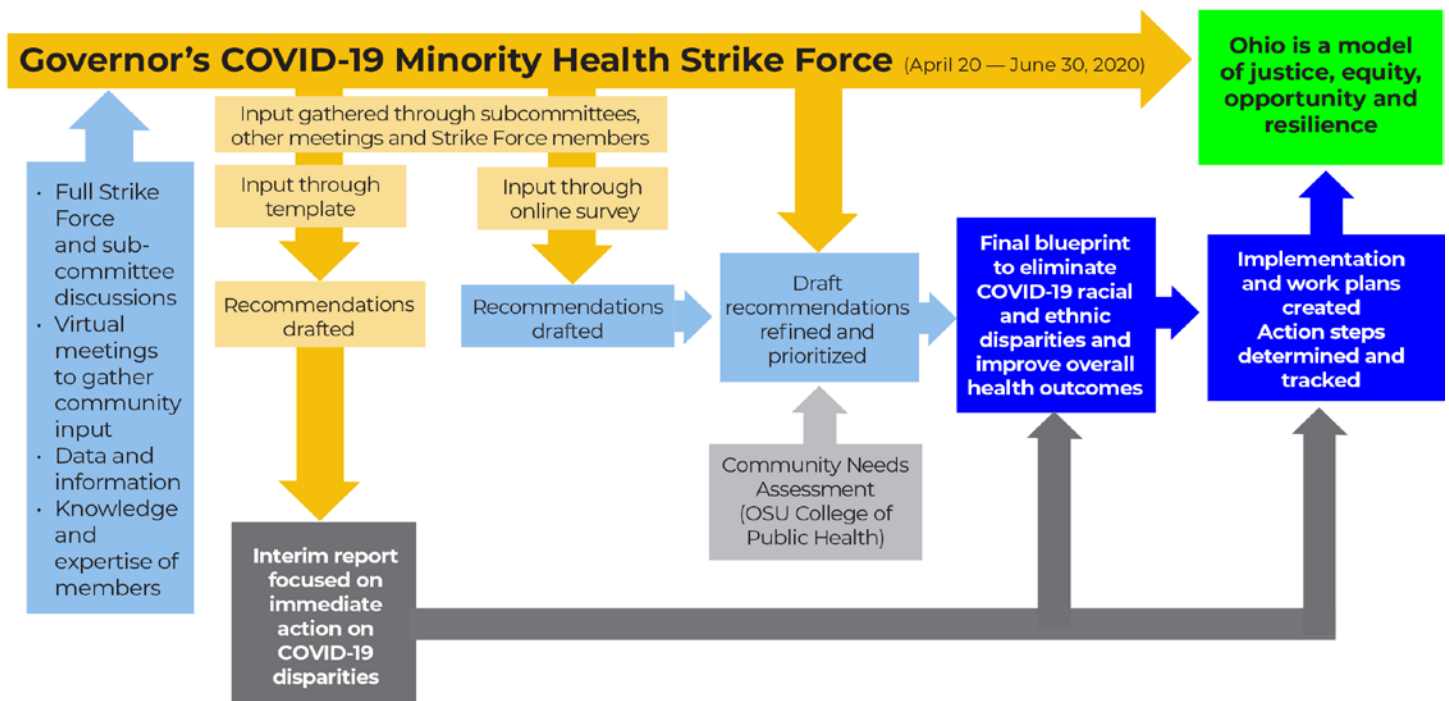 Governor’s COVID-19 Minority Health Strike Force (April 20 — June 30, 2020)
Ohio is a model
of justice, equity,
opportunity and
resilience
· Full Strike
Force
and sub-
committee
discussions
· Virtual
meetings
to gather
community
input
· Data and
information
· Knowledge
and
expertise of
members
Input gathered through subcommittees,
other meetings and Strike Force members
Input through
template
Recommendations
drafted
Interim report
focused on
immediate
action on
COVID-19
disparities
Input through
online survey
Recommendations
drafted
Draft
recommendations
refined and
prioritized
Community Needs
Assessment
(OSU College of
Public Health)
Final blueprint
to eliminate
COVID-19 racial
and ethnic
disparities and
improve overall
health outcomes
Implementation
and work plans
created
Action steps
determined and
tracked